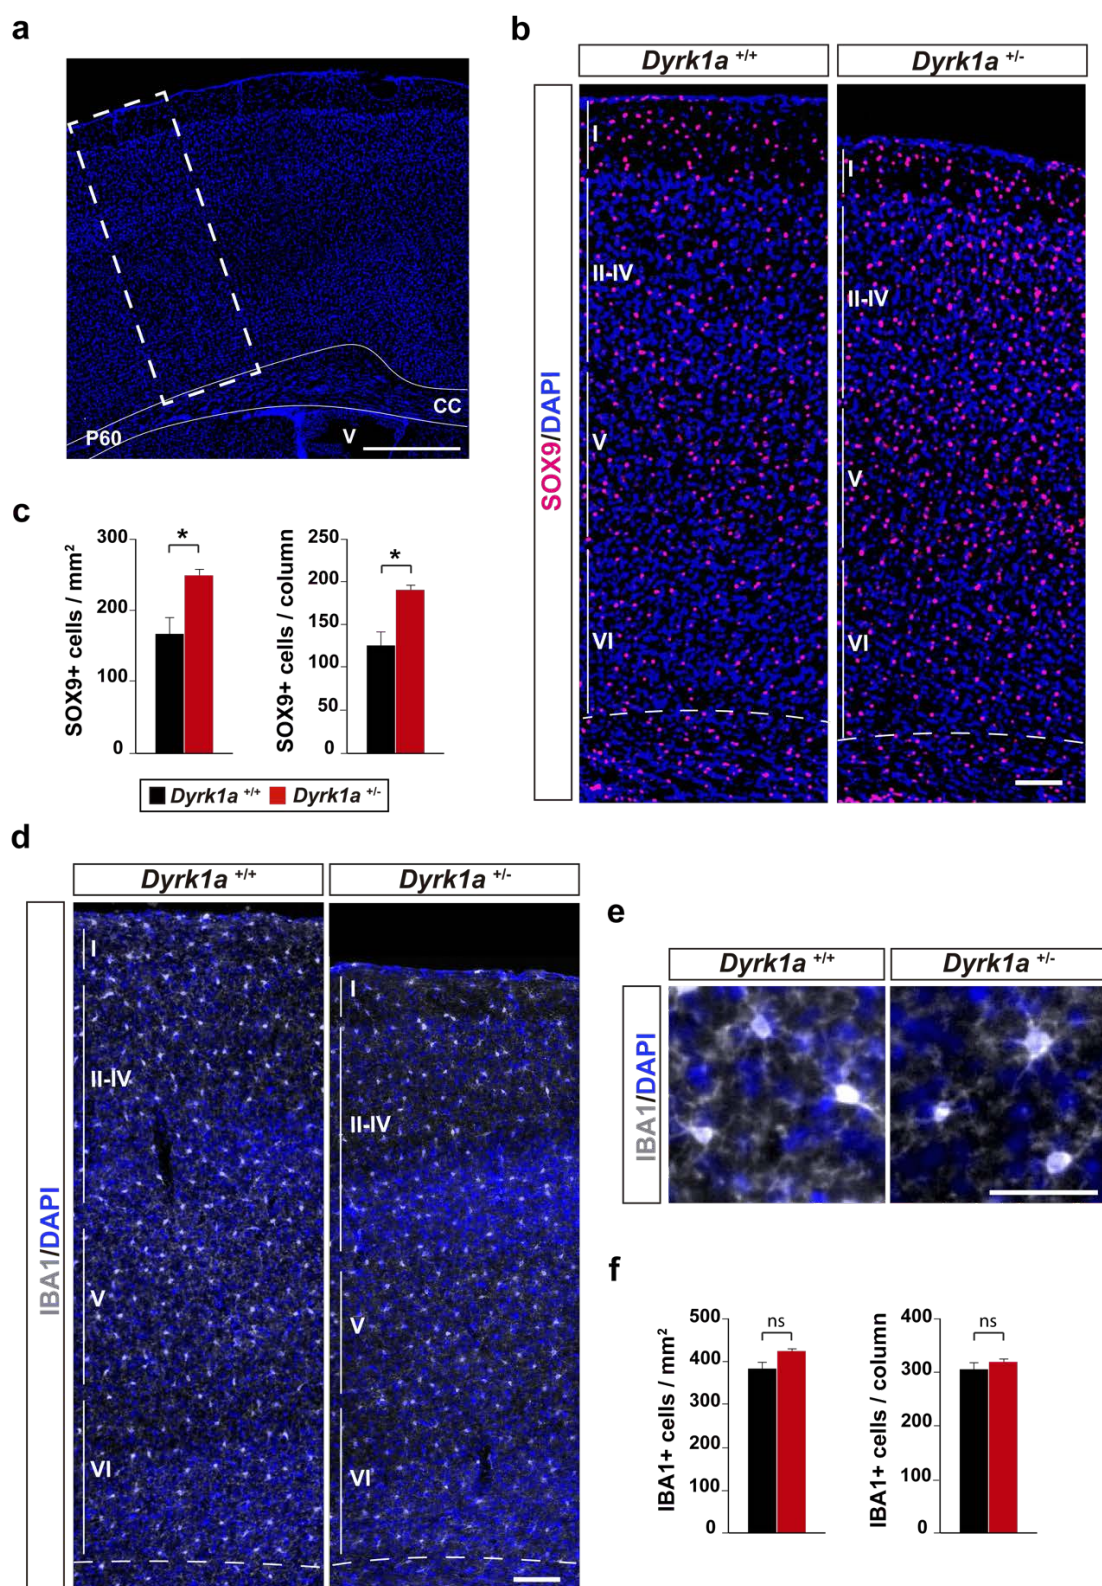 a
P60
V
CC
b
Dyrk1a +/+
Dyrk1a +/-
SOX9/DAPI
I
II-IV
V
VI
I
II-IV
V
VI
c
SOX9+ cells / mm²
300
200
100
0
*
SOX9+ cells / column
250
200
150
100
50
0
*
Dyrk1a +/+ Dyrk1a +/-
d
Dyrk1a +/+
Dyrk1a +/-
IBA1/DAPI
I
II-IV
V
VI
I
II-IV
V
VI
e
Dyrk1a +/+
Dyrk1a +/-
IBA1/DAPI
f
IBA1+ cells / mm²
500
400
300
200
100
0
ns
IBA1+ cells / column
400
300
200
100
0
ns